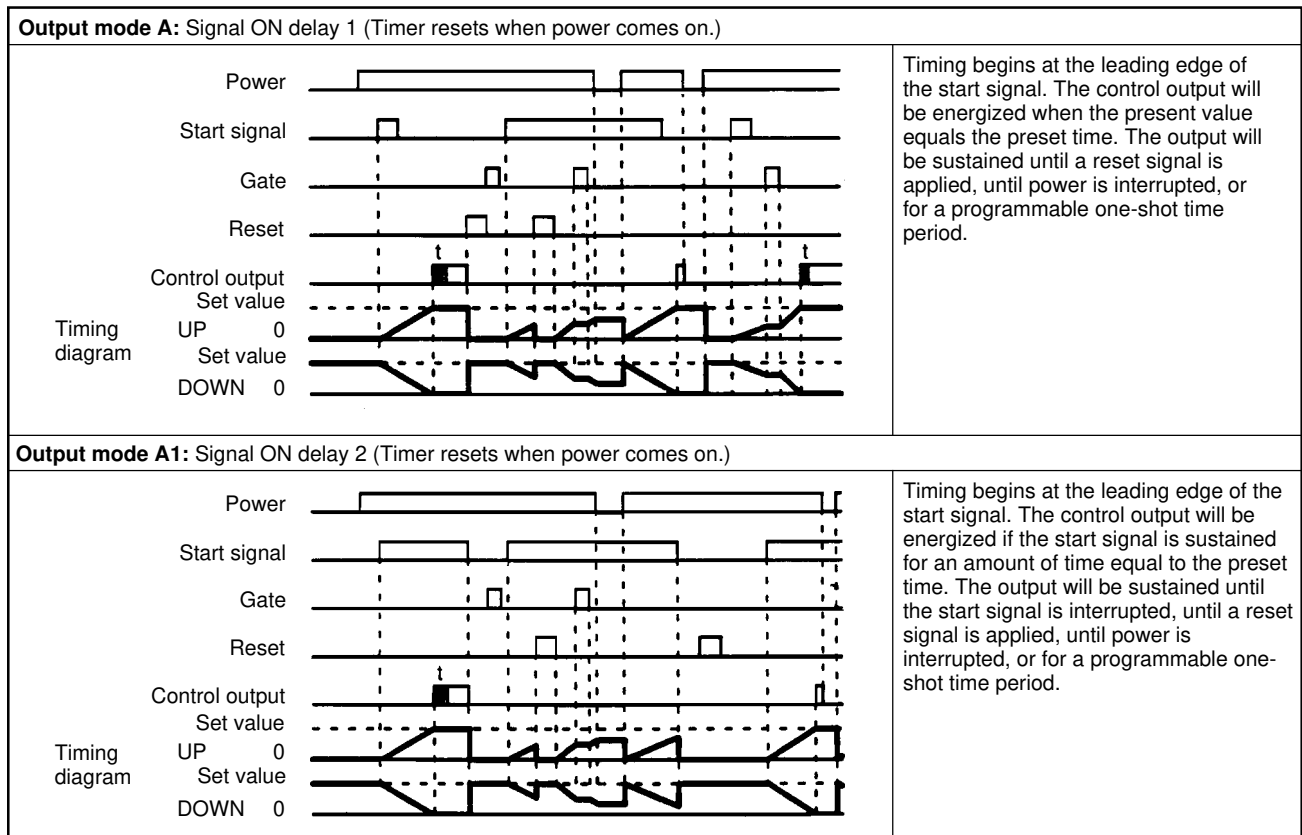 Output mode A: Signal ON delay 1 (Timer resets when power comes on.)
Power
Start signal
Gate
Reset
t
t
Control output
Set value
Timing diagram
UP 0
Set value
DOWN 0
Timing begins at the leading edge of
the start signal. The control output will
be energized when the present value
equals the preset time. The output will
be sustained until a reset signal is
applied, until power is interrupted, or
for a programmable one-shot time
period.
Output mode A1: Signal ON delay 2 (Timer resets when power comes on.)
Power
Start signal
Gate
Reset
t
Control output
Set value
Timing diagram
UP 0
Set value
DOWN 0
Timing begins at the leading edge of the
start signal. The control output will be
energized if the start signal is sustained
for an amount of time equal to the preset
time. The output will be sustained until
the start signal is interrupted, until a reset
signal is applied, until power is
interrupted, or for a programmable one-
shot time period.